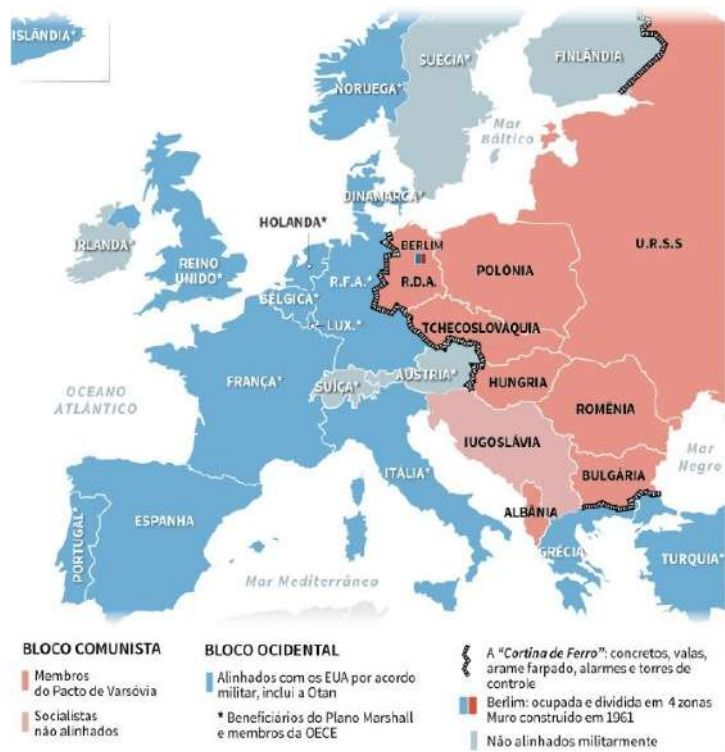 ISLÂNDIA*
SUÉCIA*
FINLÂNDIA
NORUEGA*
Mar
Báltico
DINAMARCA*
HOLANDA*
IRLANDA*
REINO
UNIDO*
BERLIM
U.R.S.S
R.F.A.*
R.D.A.
POLÔNIA
BÉLGICA*
LUX.*
TCHECOSLOVÁQUIA
OCEANO
ATLÂNTICO
FRANÇA*
SUÍÇA*
ÁUSTRIA*
HUNGRIA
ROMÊNIA
IUGOSLÁVIA
Mar
Negro
ITÁLIA*
BULGÁRIA
PORTUGAL*
ESPANHA
ALBÂNIA
GRÉCIA
TURQUIA*
Mar Mediterrâneo
BLOCO COMUNISTA
Membros
do Pacto de Varsóvia
Socialistas
não alinhados
BLOCO OCIDENTAL
Alinhados com os EUA por acordo
militar, inclui a Otan
* Beneficiários do Plano Marshall
e membros da OECE
A "Cortina de Ferro": concretos, valas,
arame farpado, alarmes e torres de
controle
Berlim: ocupada e dividida em 4 zonas
Muro construído em 1961
Não alinhados militarmente